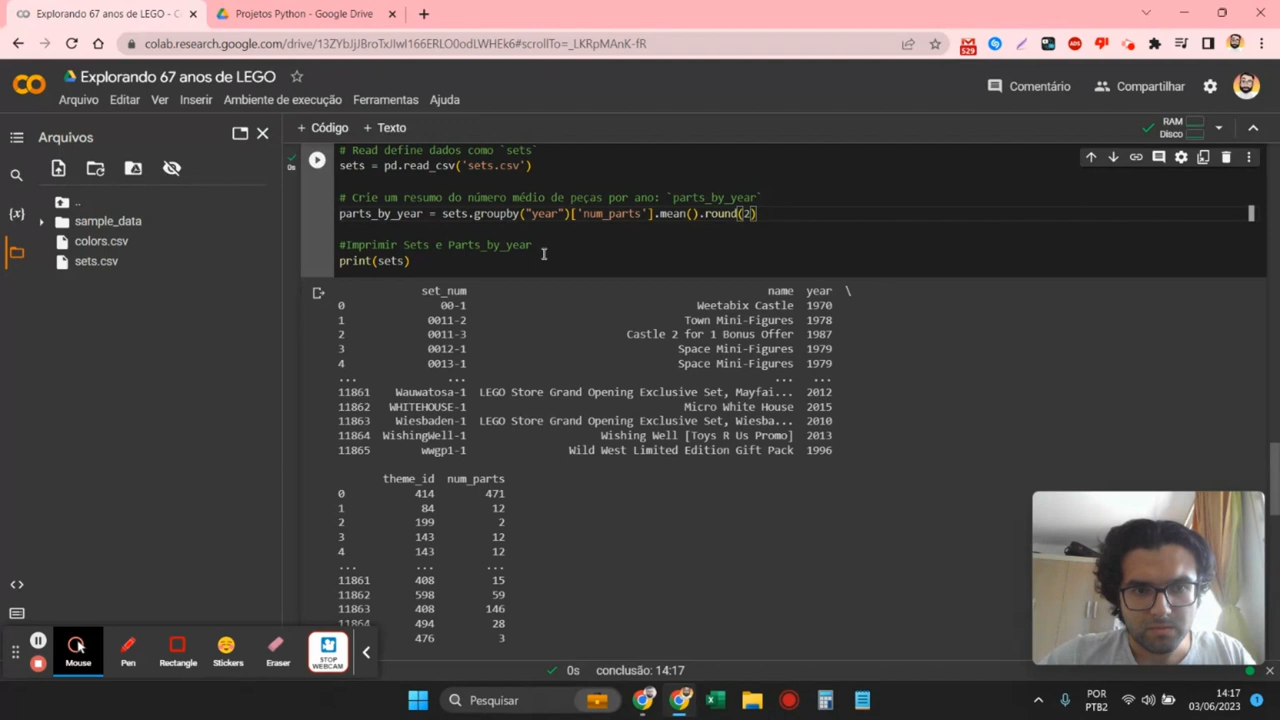 Explorando 67 anos de LEGO - C
Projetos Python - Google Drive
colab.research.google.com/drive/13ZYbJjJBroTxJIwI166ERLO0odLWHEk6#scrollTo=_LKRpMAnK-fR
529
ABP
Explorando 67 anos de LEGO
Arquivo Editar Ver Inserir Ambiente de execução Ferramentas Ajuda
Comentário
Compartilhar
Arquivos
+ Código + Texto
RAM
Disco
..
sample_data
colors.csv
sets.csv
{x}
0s
# Read define dados como `sets`
sets = pd.read_csv('sets.csv')
# Crie um resumo do número médio de peças por ano: `parts_by_year`
parts_by_year = sets.groupby("year")['num_parts'].mean().round(2)
#Imprimir Sets e Parts_by_year
print(sets)
set_num name year \
0 00-1 Weetabix Castle 1970
1 0011-2 Town Mini-Figures 1978
2 0011-3 Castle 2 for 1 Bonus Offer 1987
3 0012-1 Space Mini-Figures 1979
4 0013-1 Space Mini-Figures 1979
... ... ... ...
11861 Wauwatosa-1 LEGO Store Grand Opening Exclusive Set, Mayfai... 2012
11862 WHITEHOUSE-1 Micro White House 2015
11863 Wiesbaden-1 LEGO Store Grand Opening Exclusive Set, Wiesba... 2010
11864 WishingWell-1 Wishing Well [Toys R Us Promo] 2013
11865 wwgp1-1 Wild West Limited Edition Gift Pack 1996
theme_id num_parts
0 414 471
1 84 12
2 199 2
3 143 12
4 143 12
... ... ...
11861 408 15
11862 598 59
11863 408 146
11864 494 28
476 3
Mouse Pen Rectangle Stickers Eraser STOP WEBCAM
0s conclusão: 14:17
Pesquisar
POR
PTB2
14:17
03/06/2023